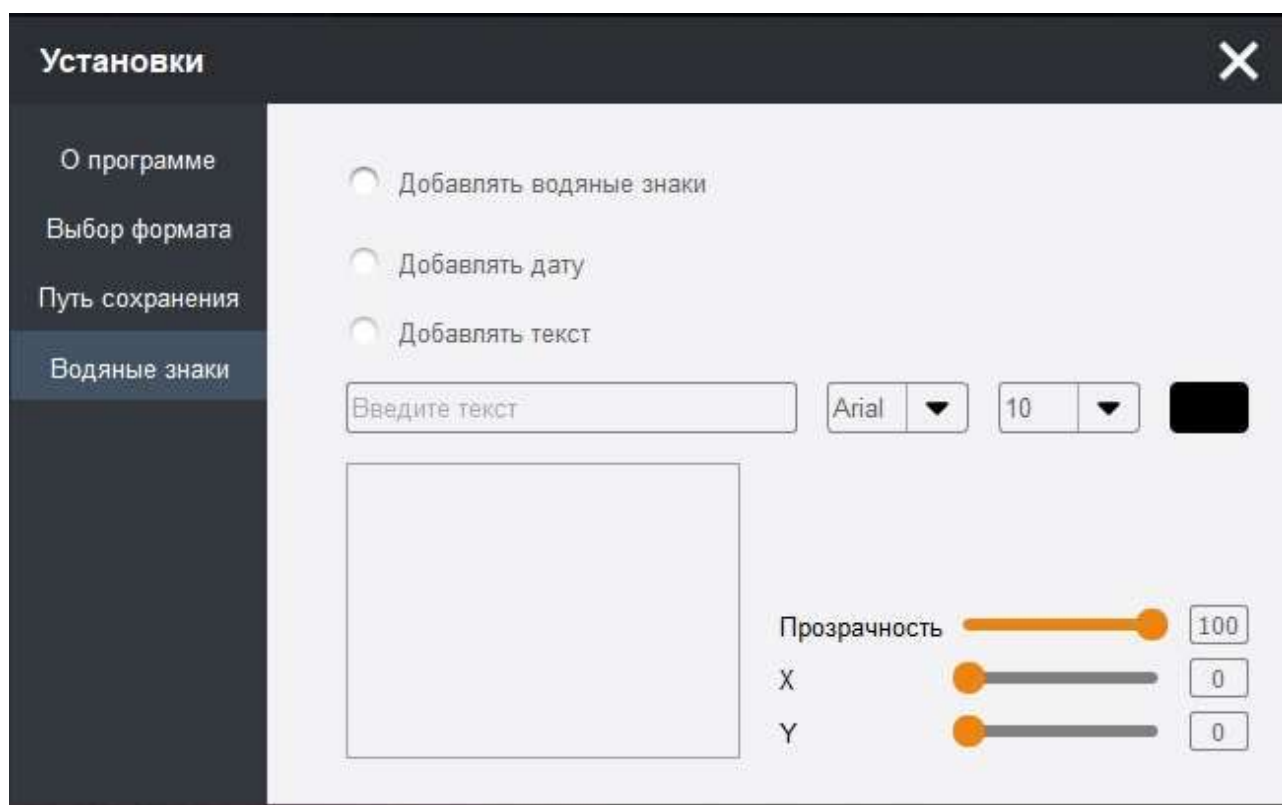 Установки
О программе
Выбор формата
Путь сохранения
Водяные знаки
Добавлять водяные знаки
Добавлять дату
Добавлять текст
Введите текст
Arial
10
Прозрачность
100
X
0
Y
0